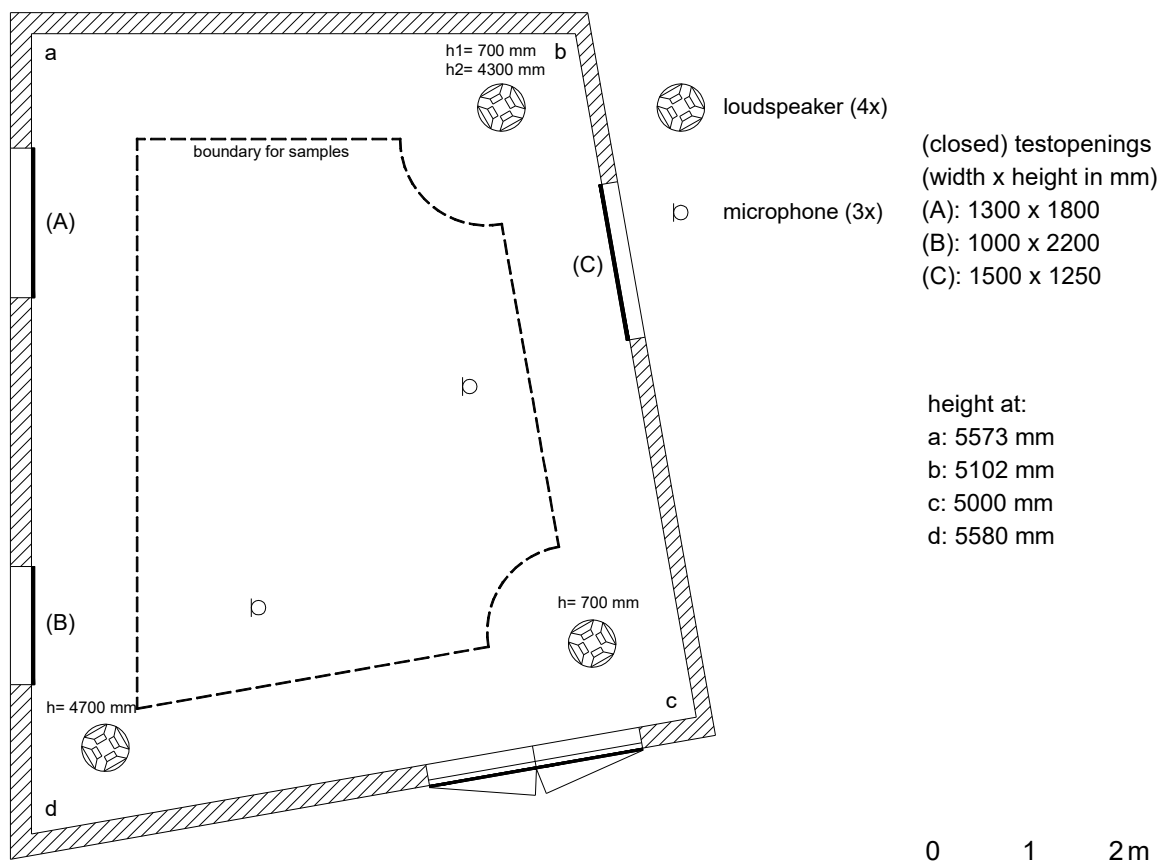 a
b
h1= 700 mm
h2= 4300 mm
loudspeaker (4x)
boundary for samples
(closed) testopenings
(width x height in mm)
(A): 1300 x 1800
(B): 1000 x 2200
(C): 1500 x 1250
microphone (3x)
(A)
(C)
height at:
a: 5573 mm
b: 5102 mm
c: 5000 mm
d: 5580 mm
h= 700 mm
(B)
c
h= 4700 mm
d
0 1 2 m